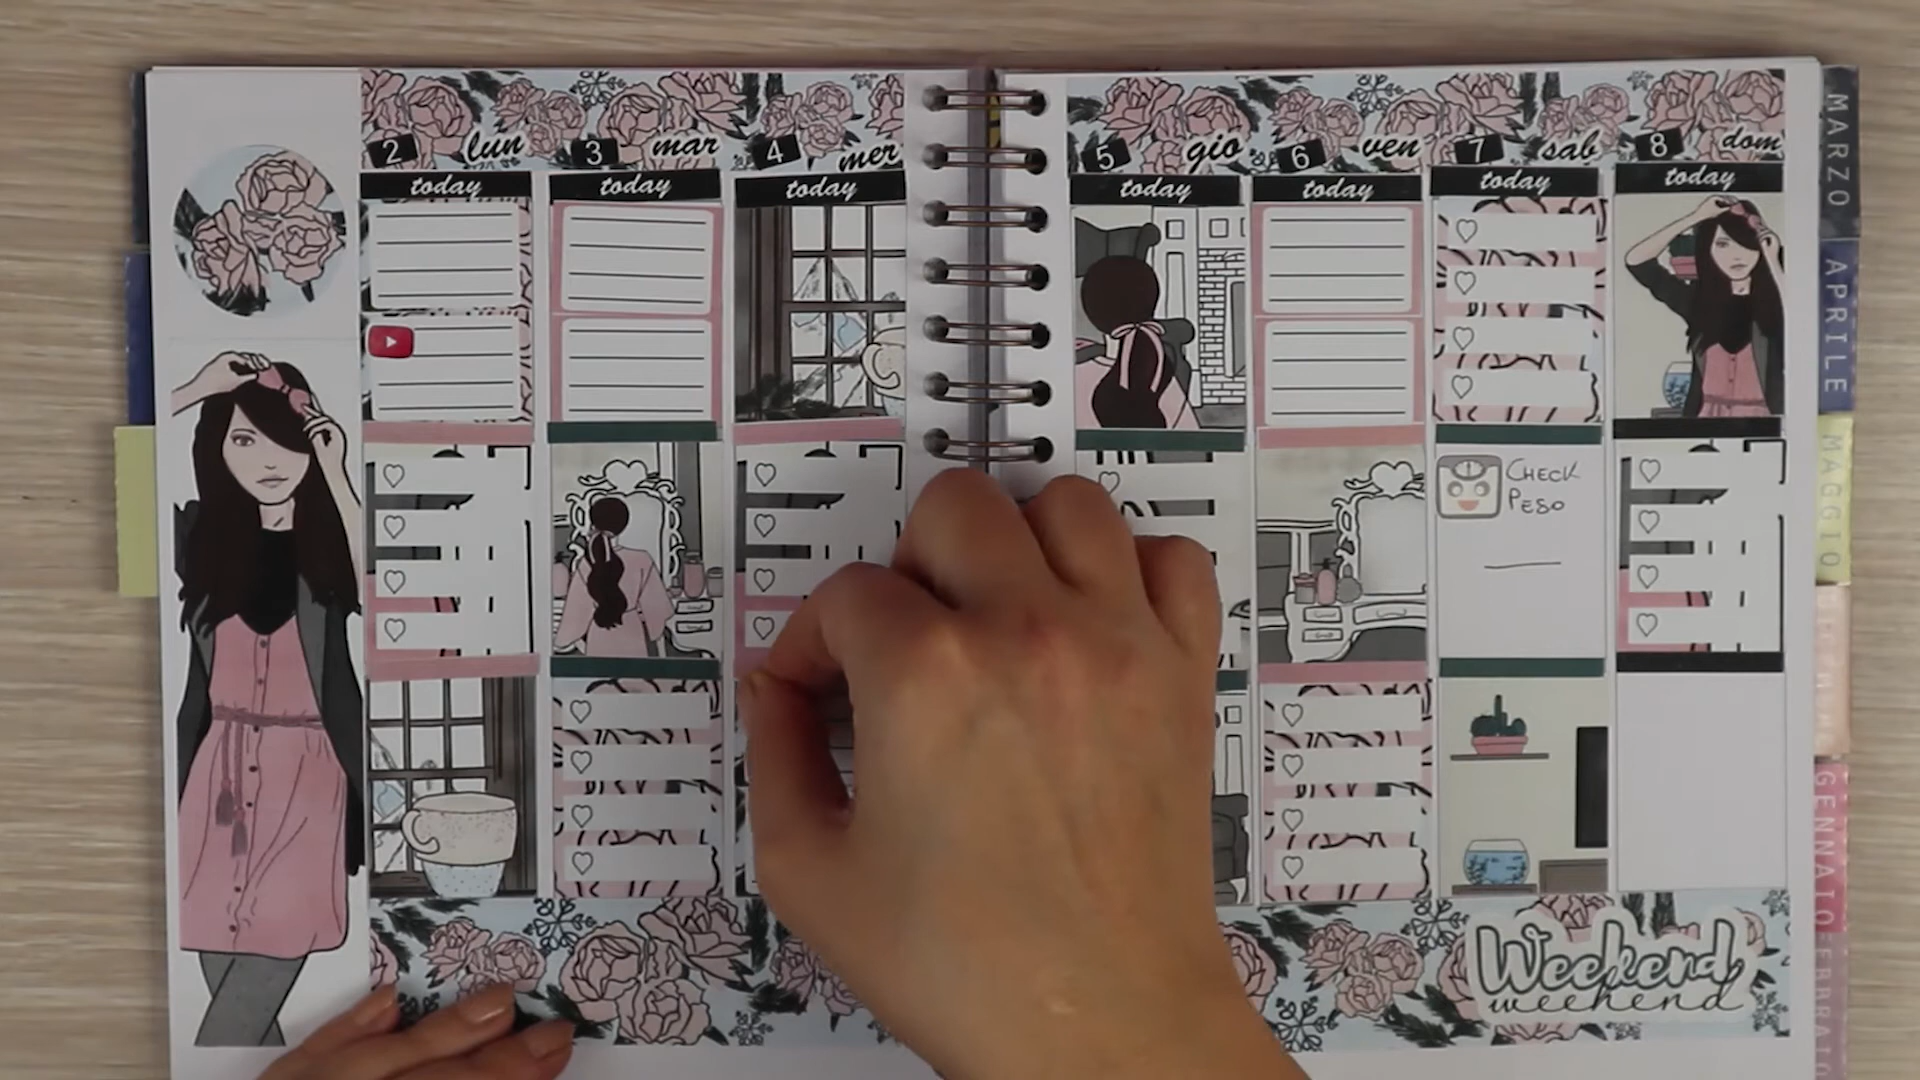 2 lun
3 mar
4 mer
5 gio
6 ven
7 sab
8 dom
today
today
today
today
today
today
today
CHECK
PESO
Weekend
weekend
MARZO
APRILE
MAGGIO
GENNAIO
FEBBRAIO